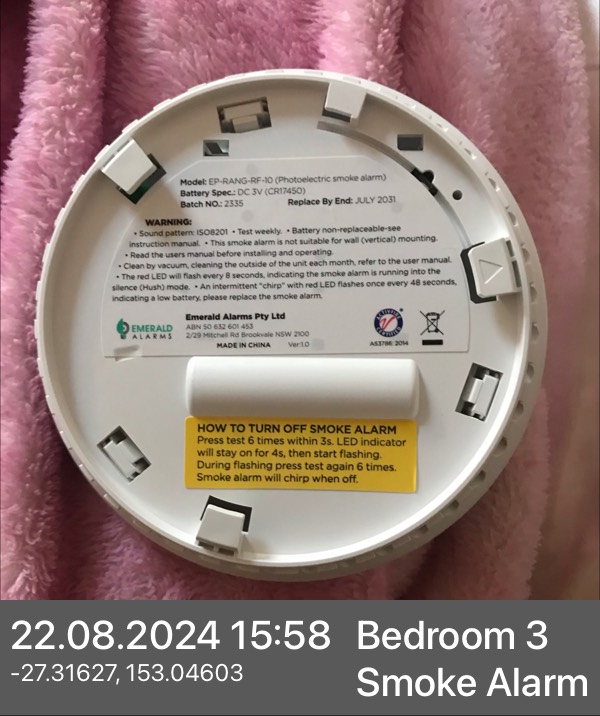 Model: EP-RANG-RF-10 (Photoelectric smoke alarm)
Battery Spec.: DC 3V (CR17450)
Batch NO.: 2335 Replace By End: JULY 2031
WARNING:
• Sound pattern: ISO8201 • Test weekly. • Battery non-replaceable-see
instruction manual. • This smoke alarm is not suitable for wall (vertical) mounting.
• Read the users manual before installing and operating.
• Clean by vacuum, cleaning the outside of the unit each month, refer to the user manual.
• The red LED will flash every 8 seconds, indicating the smoke alarm is running into the
silence (Hush) mode. • An intermittent "chirp" with red LED flashes once every 48 seconds,
indicating a low battery, please replace the smoke alarm.
EMERALD
ALARMS
Emerald Alarms Pty Ltd
ABN 50 632 601 453
2/29 Mitchell Rd Brookvale NSW 2100
MADE IN CHINA Ver:1.0
ACTIVFIRE
CERTIFIED
AS3786: 2014
HOW TO TURN OFF SMOKE ALARM
Press test 6 times within 3s. LED indicator
will stay on for 4s, then start flashing.
During flashing press test again 6 times.
Smoke alarm will chirp when off.
22.08.2024 15:58
-27.31627, 153.04603
Bedroom 3
Smoke Alarm